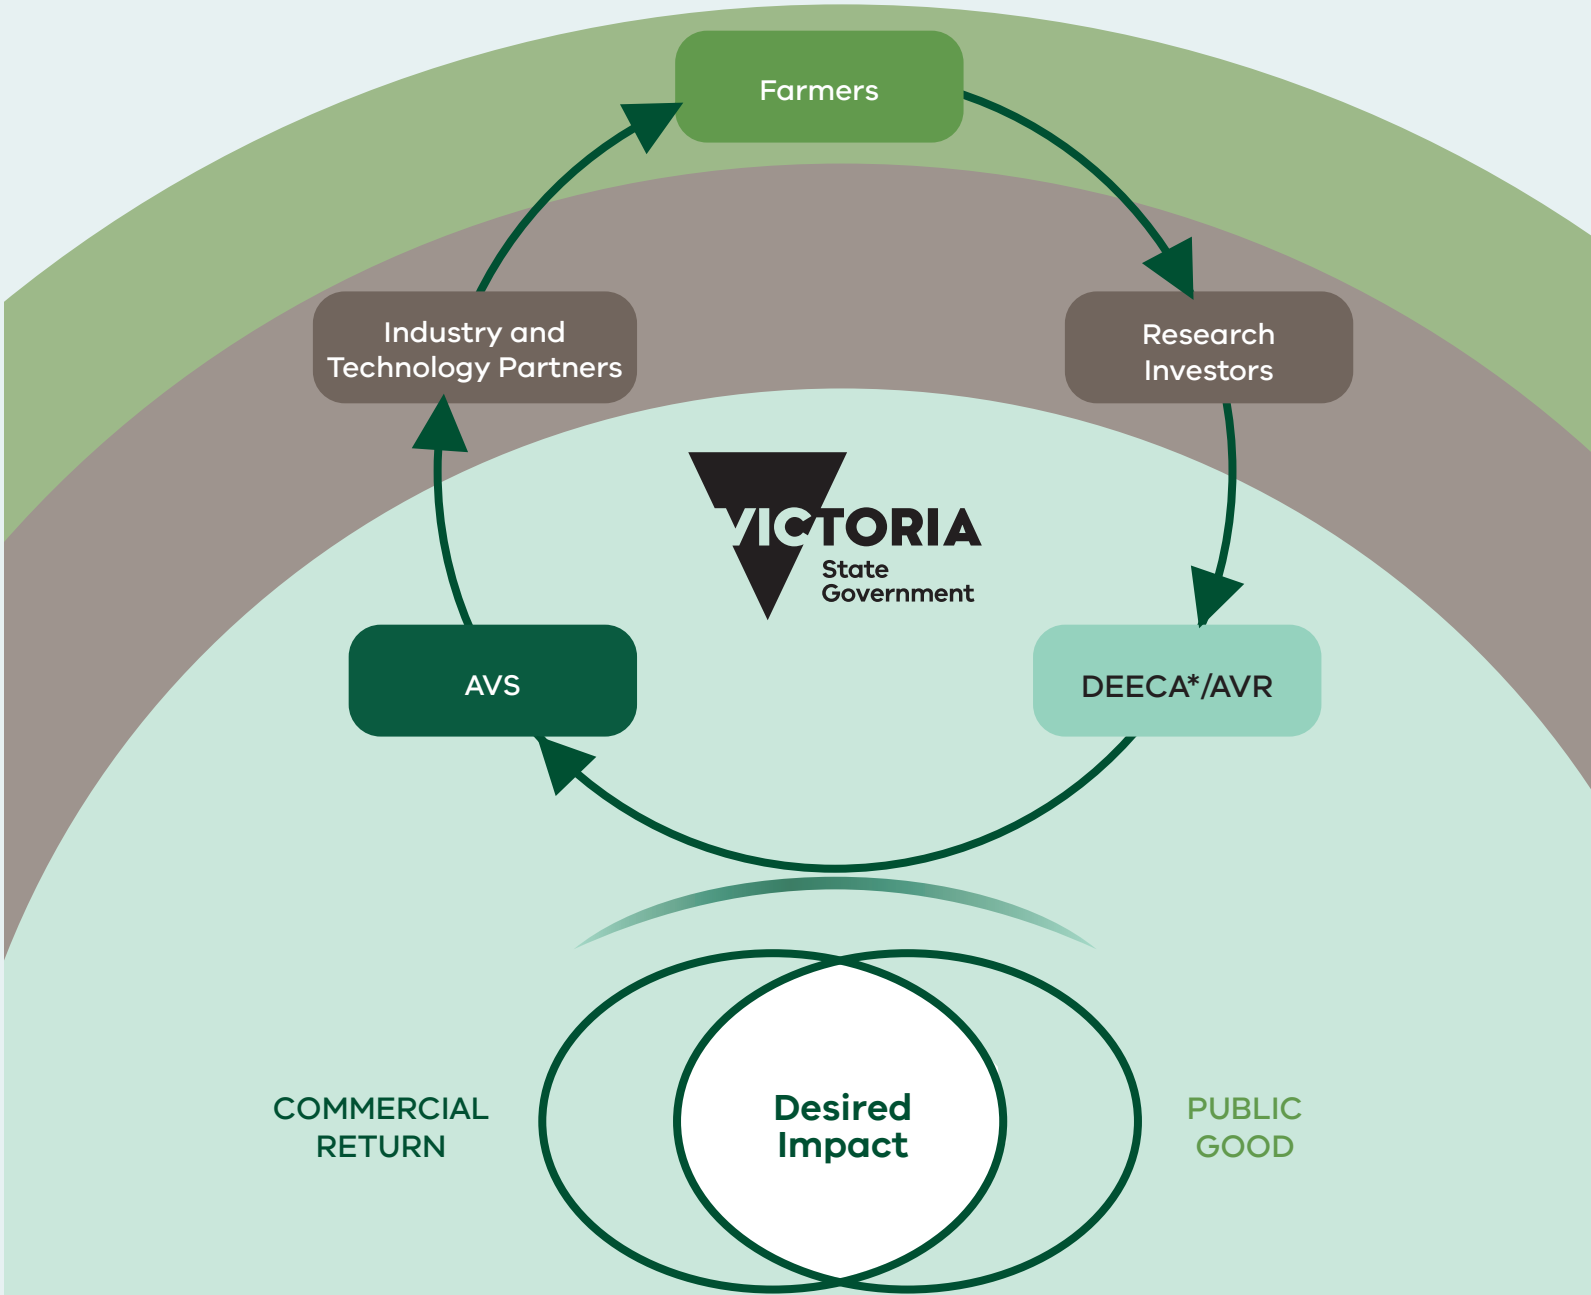 Farmers
Industry and
Technology Partners
Research
Investors
VICTORIA
State
Government
AVS
DEECA*/AVR
COMMERCIAL
RETURN
Desired
Impact
PUBLIC
GOOD